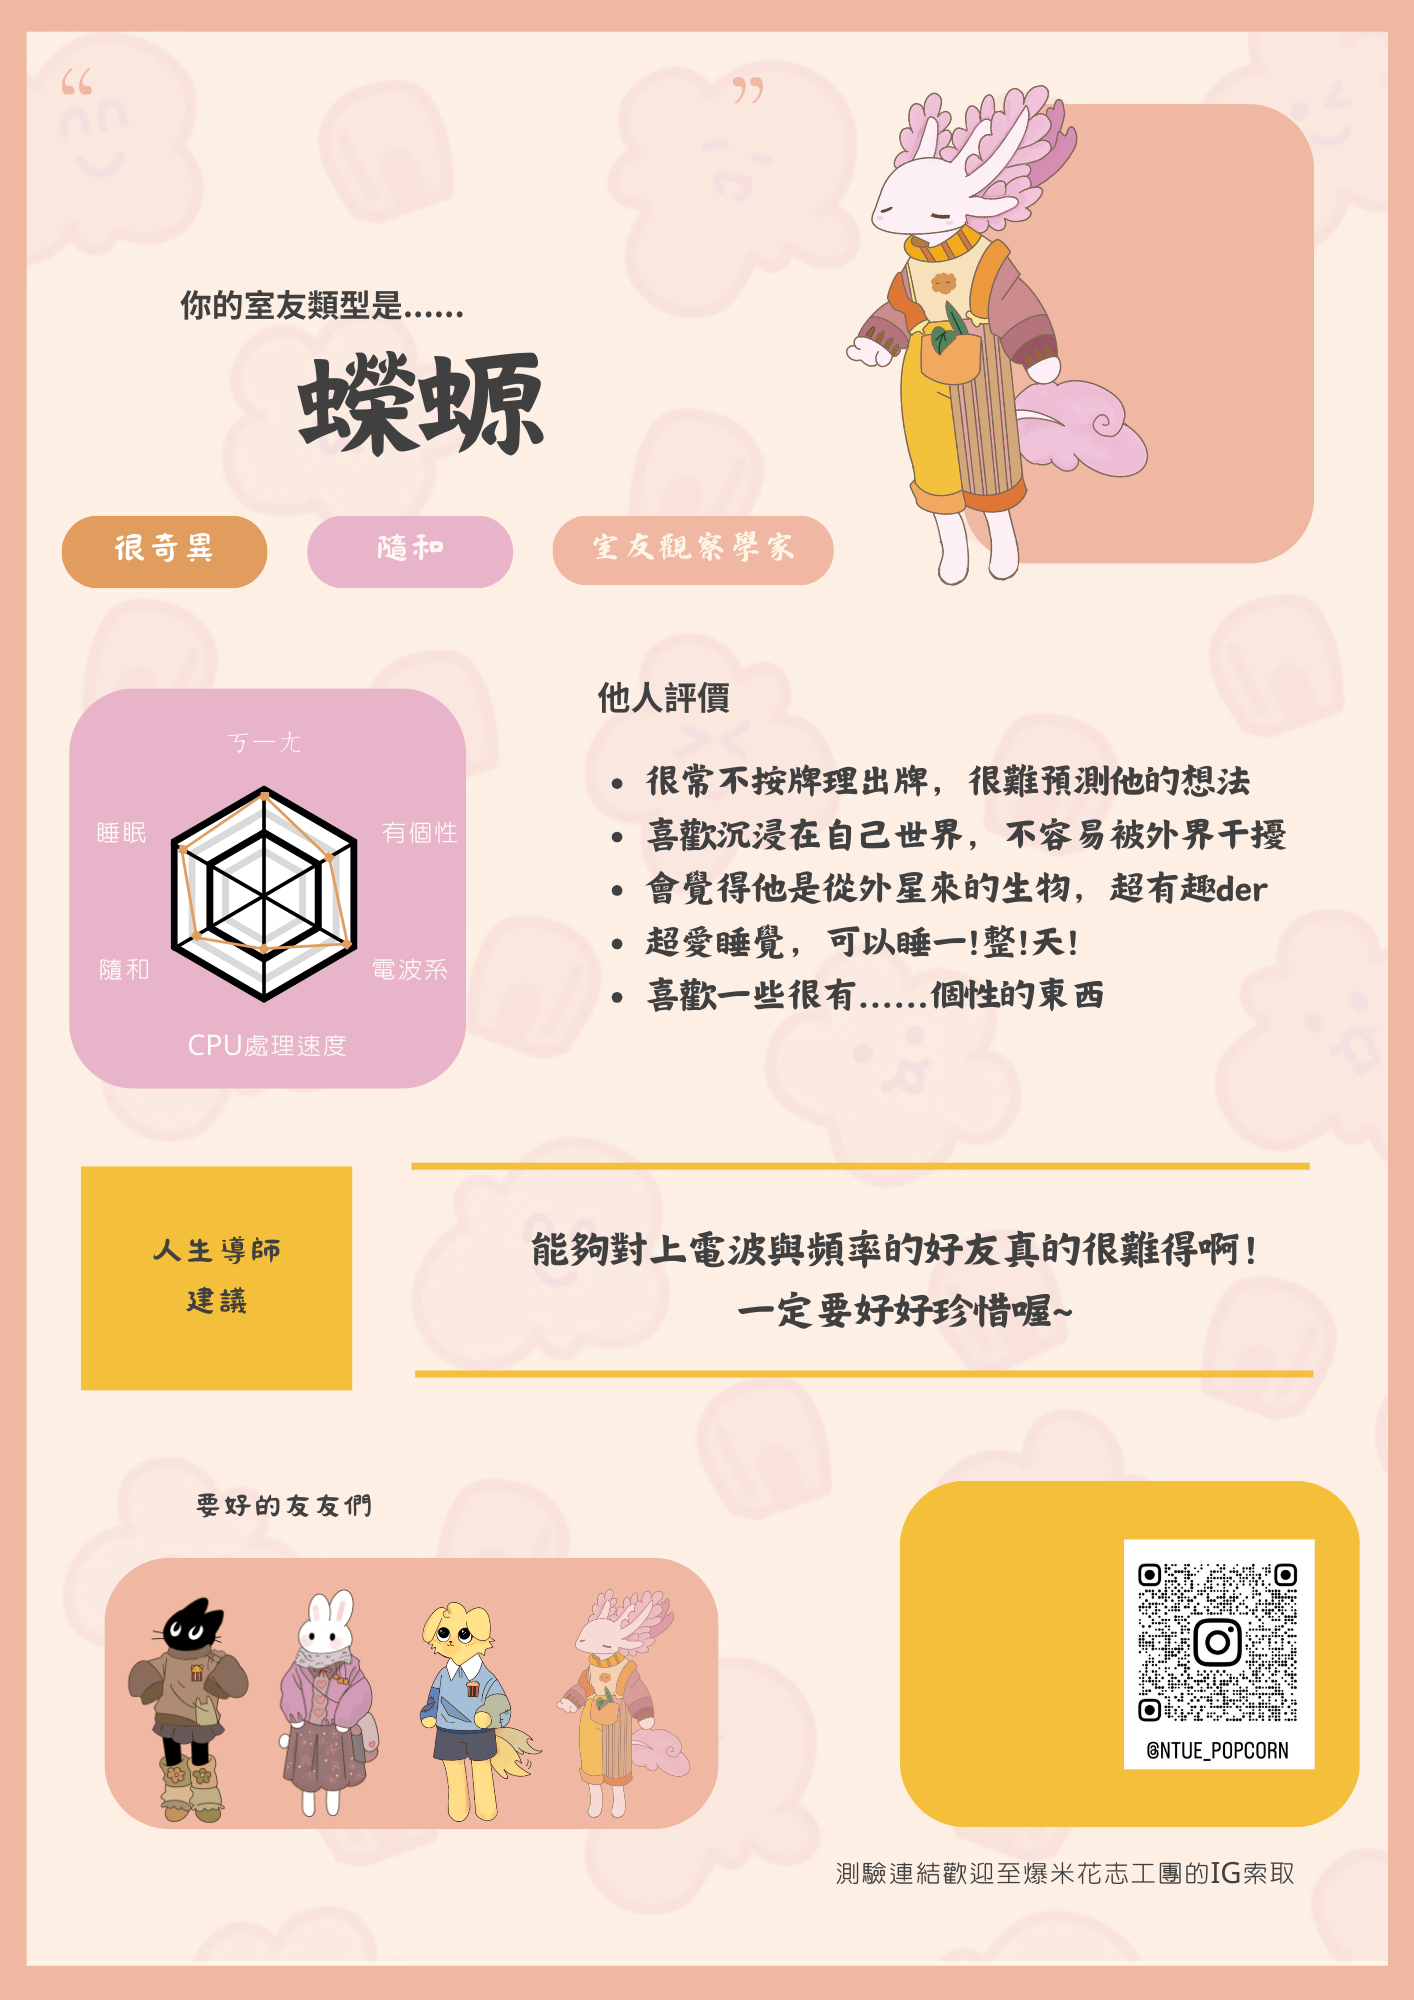 “ ”
你的室友類型是......
蠑螈
很奇異
隨和
室友觀察學家
ㄎㄧㄤ
睡眠
有個性
隨和
電波系
CPU處理速度
他人評價
• 很常不按牌理出牌，很難預測他的想法
• 喜歡沉浸在自己世界，不容易被外界干擾
• 會覺得他是從外星來的生物，超有趣der
• 超愛睡覺，可以睡一!整!天!
• 喜歡一些很有......個性的東西
人生導師
建議
能夠對上電波與頻率的好友真的很難得啊!
一定要好好珍惜喔~
要好的友友們
@NTUE_POPCORN
測驗連結歡迎至爆米花志工團的IG索取